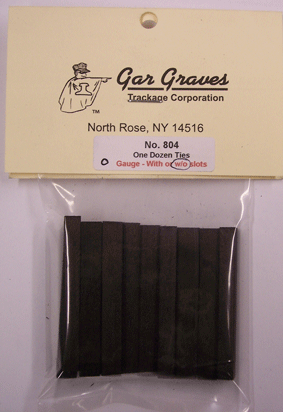 Gar Graves
Trackage Corporation
TM
North Rose, NY 14516
No. 804
One Dozen Ties
O Gauge - With or w/o slots